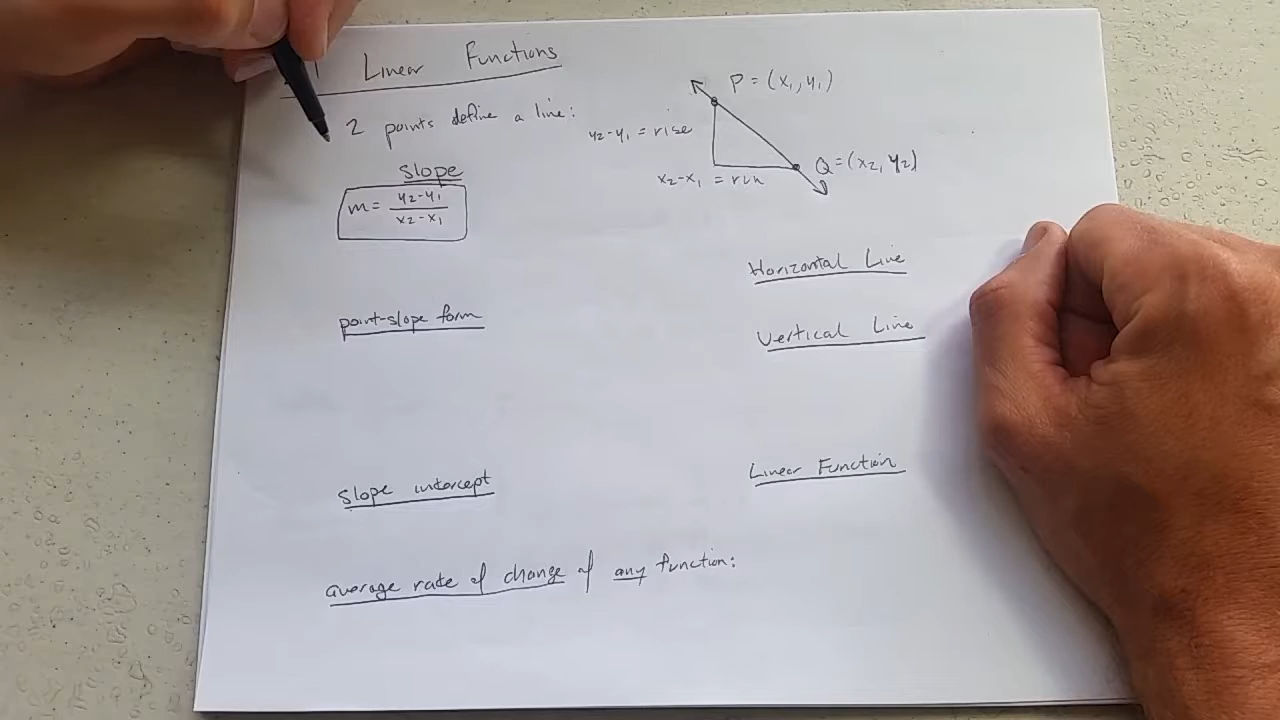 1 Linear Functions
2 points define a line:
P = (x₁, y₁)
y₂-y₁ = rise
Q = (x₂, y₂)
x₂-x₁ = run
slope
m = y₂-y₁ / x₂-x₁
Horizontal Line
point-slope form
Vertical Line
Linear Function
slope intercept
average rate of change of any function: